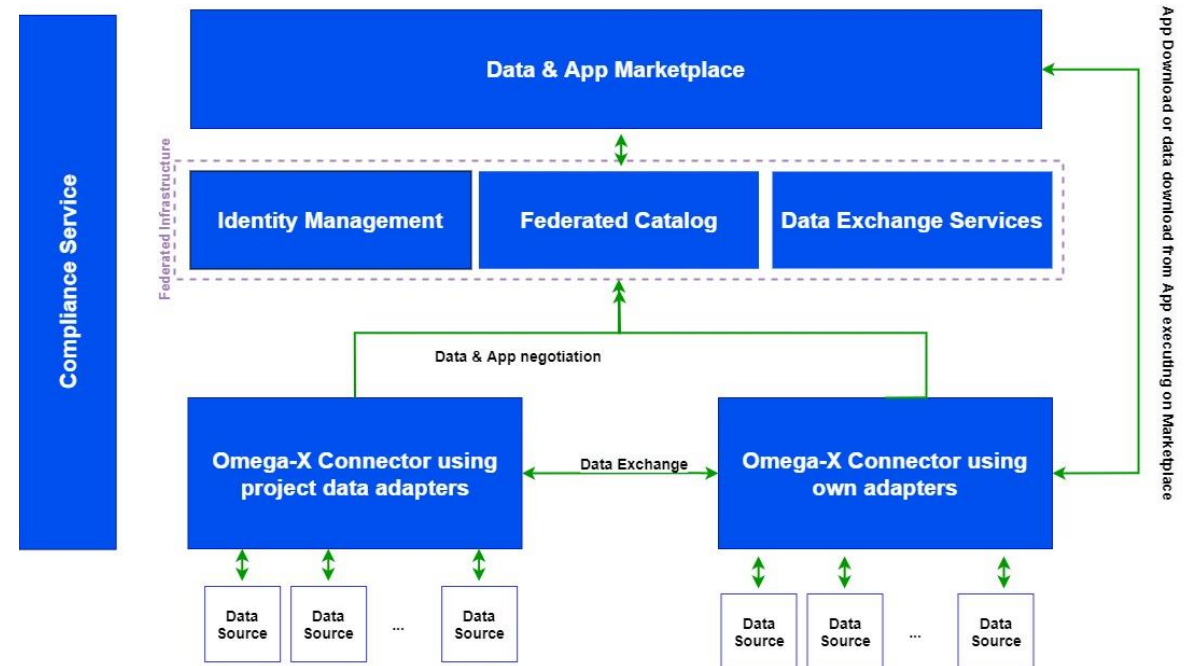 Compliance Service
Data & App Marketplace
App Download or data download from App executing on Marketplace
Federated Infrastructure
Identity Management
Federated Catalog
Data Exchange Services
Data & App negotiation
Omega-X Connector using
project data adapters
Data Exchange
Omega-X Connector using
own adapters
Data
Source
Data
Source
...
Data
Source
Data
Source
Data
Source
...
Data
Source